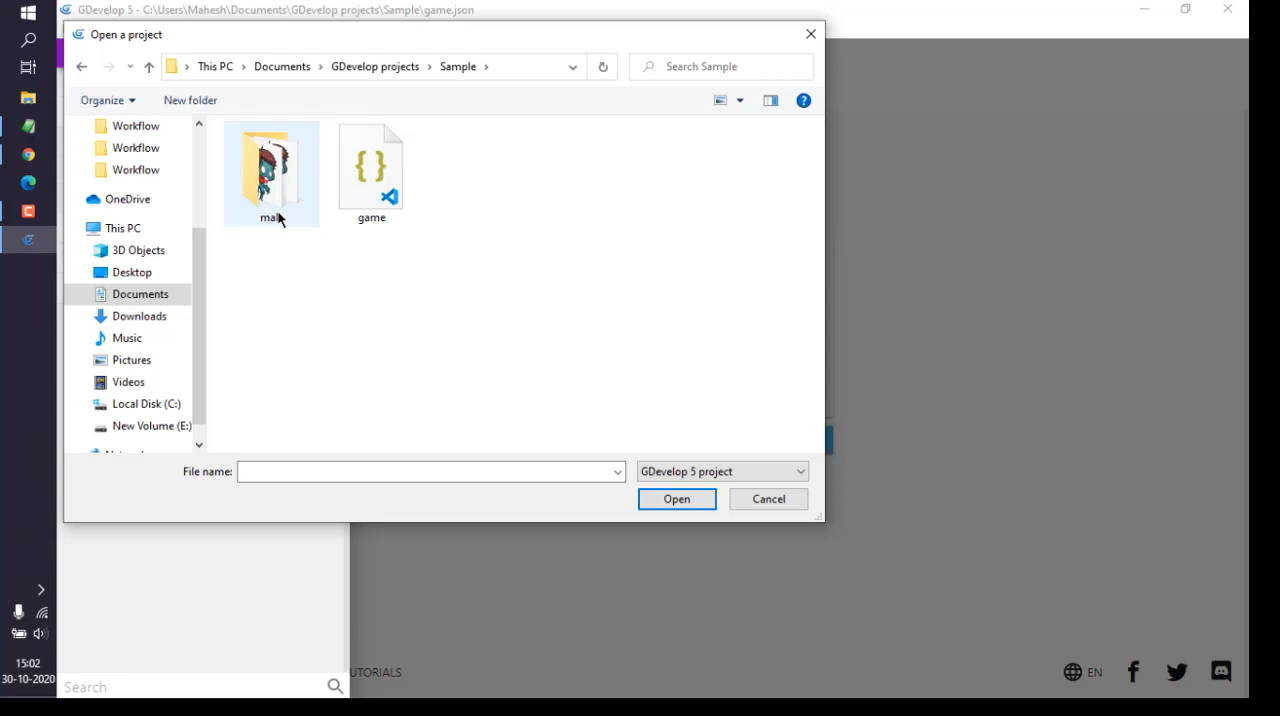 GDevelop 5 - C:\Users\Mahesh\Documents\GDevelop projects\Sample\game.json
Open a project
This PC > Documents > GDevelop projects > Sample >
Search Sample
Organize
New folder
Workflow
Workflow
Workflow
OneDrive
This PC
3D Objects
Desktop
Documents
Downloads
Music
Pictures
Videos
Local Disk (C:)
New Volume (E:)
game
File name:
GDevelop 5 project
Open
Cancel
UTORIALS
EN
15:02
30-10-2020
Search